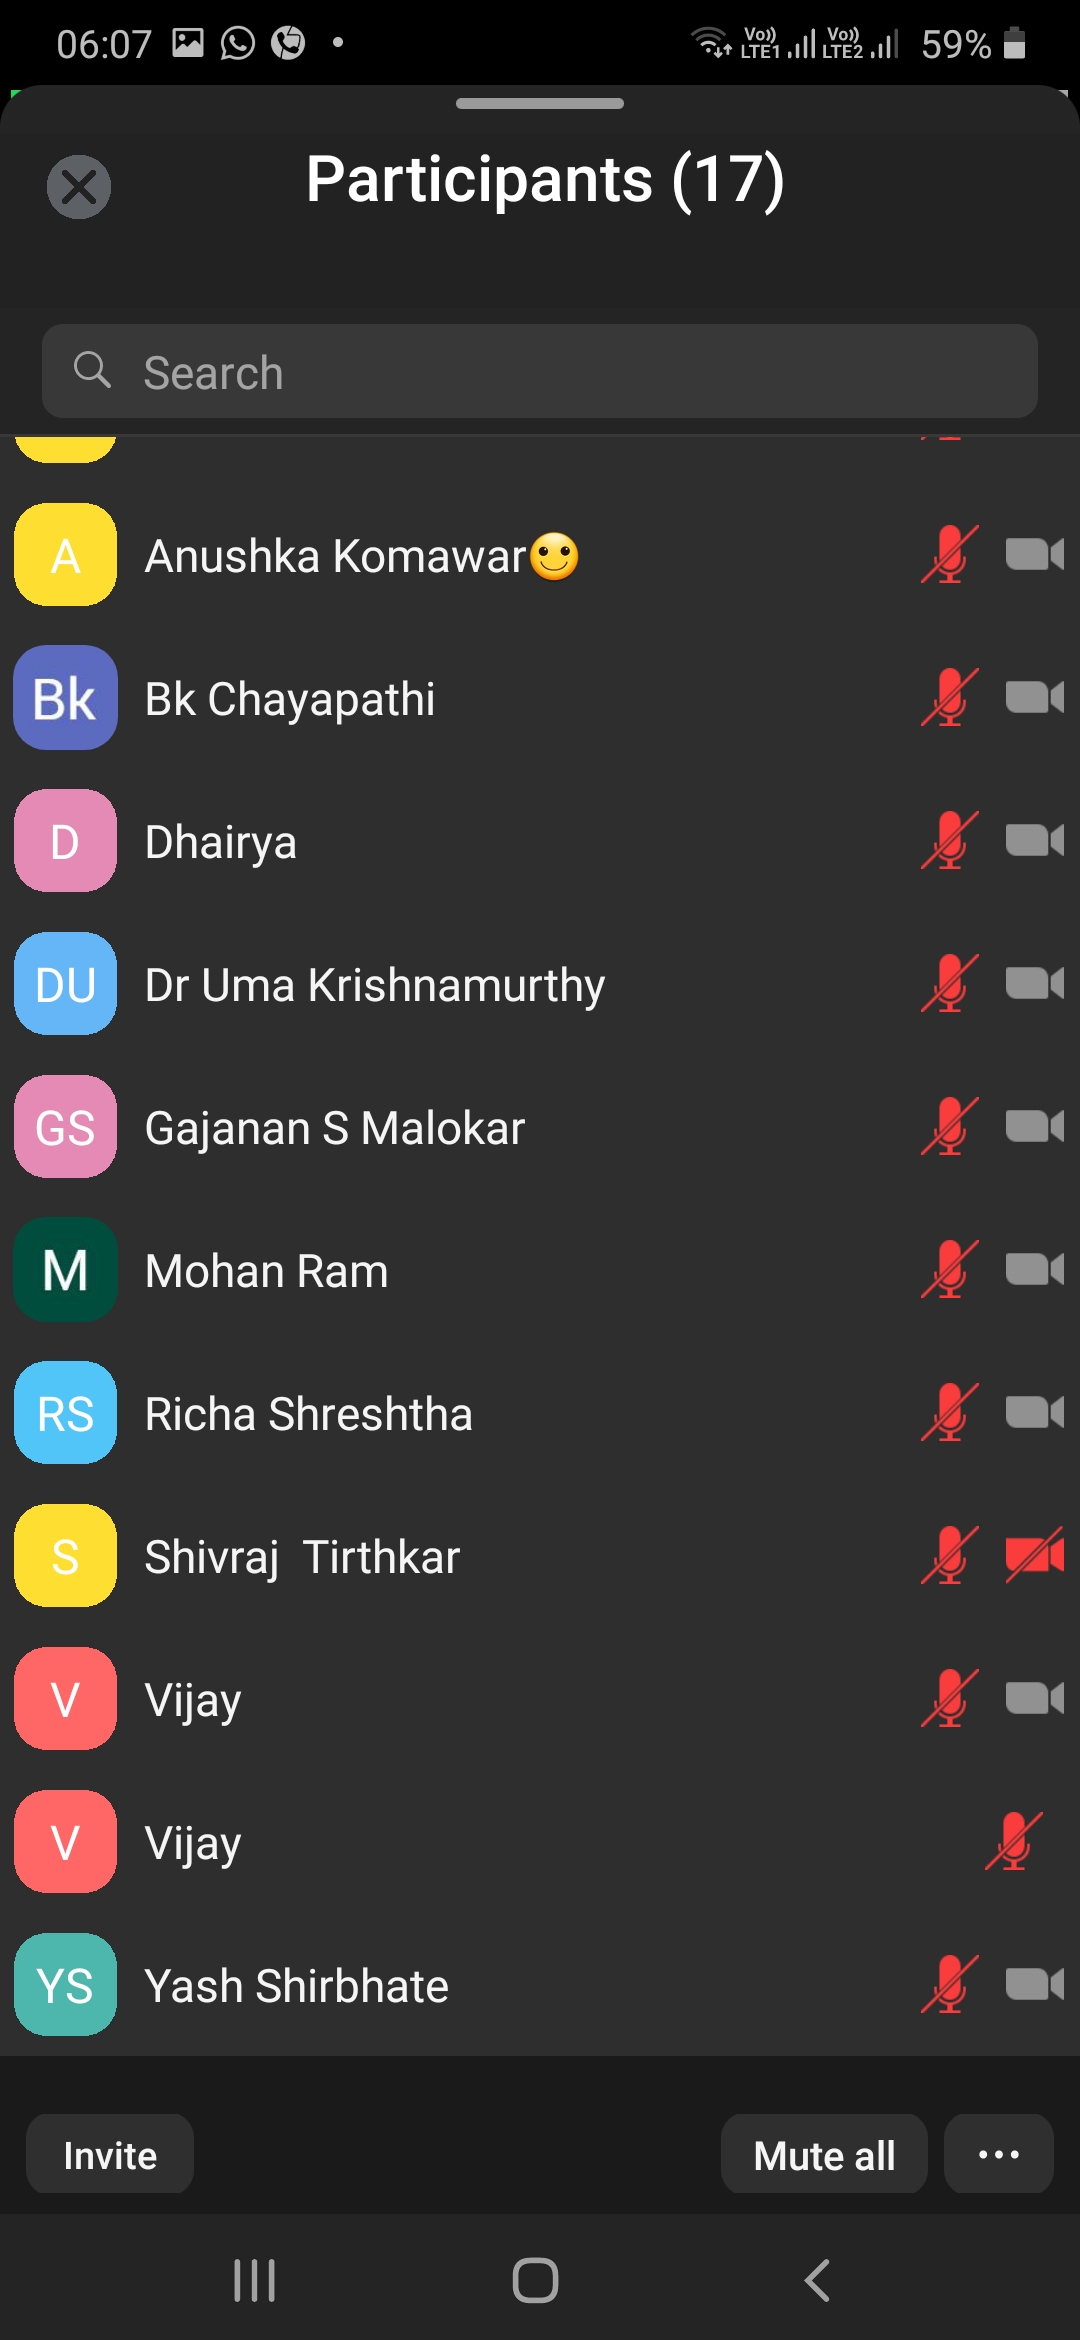 06:07 Vo)) LTE1 Vo)) LTE2 59%
Participants (17)
Search
A Anushka Komawar🙂
Bk Bk Chayapathi
D Dhairya
DU Dr Uma Krishnamurthy
GS Gajanan S Malokar
M Mohan Ram
RS Richa Shreshtha
S Shivraj  Tirthkar
V Vijay
V Vijay
YS Yash Shirbhate
Invite Mute all ...